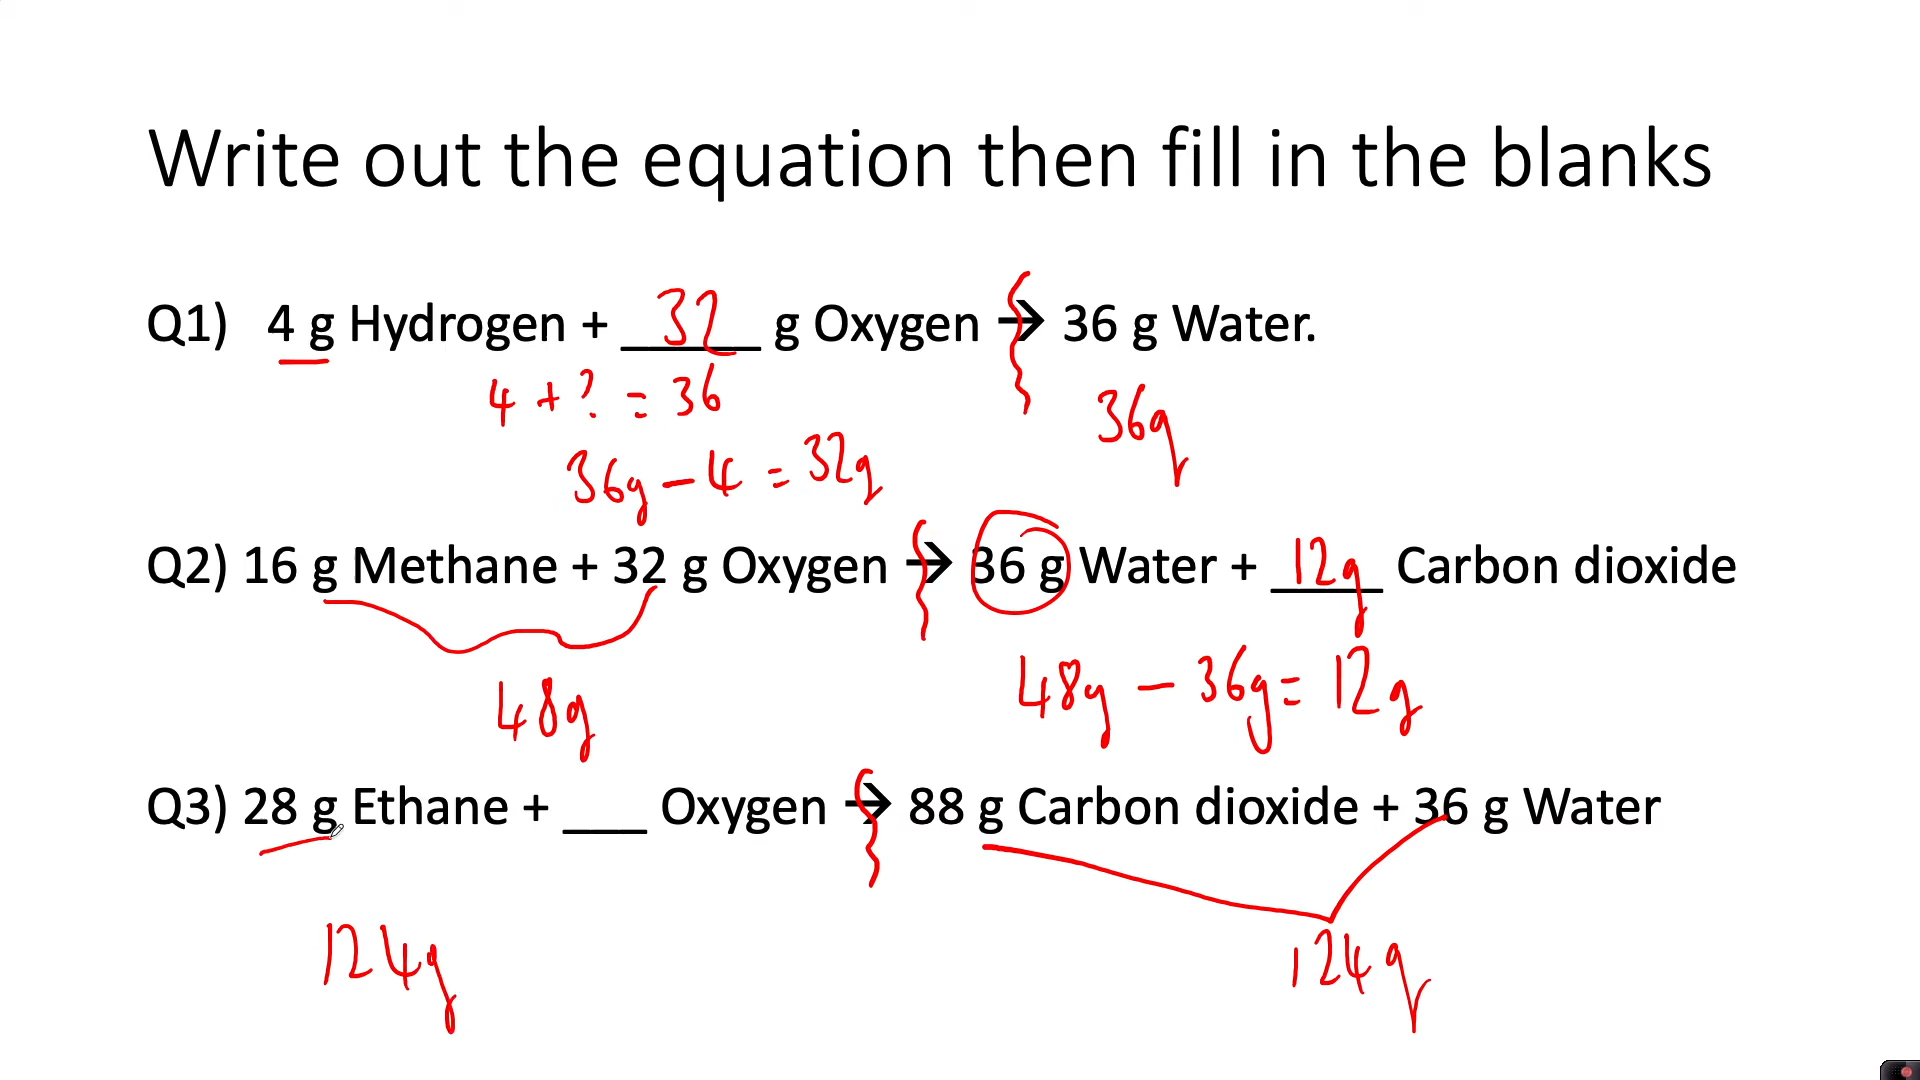 Write out the equation then fill in the blanks
Q1) 4 g Hydrogen + __32__ g Oxygen → 36 g Water.
4 + ? = 36
36g
36g - 4 = 32g
Q2) 16 g Methane + 32 g Oxygen → 36 g Water + __12g__ Carbon dioxide
48g
48g - 36g = 12g
Q3) 28 g Ethane + ___ Oxygen → 88 g Carbon dioxide + 36 g Water
124g
124g